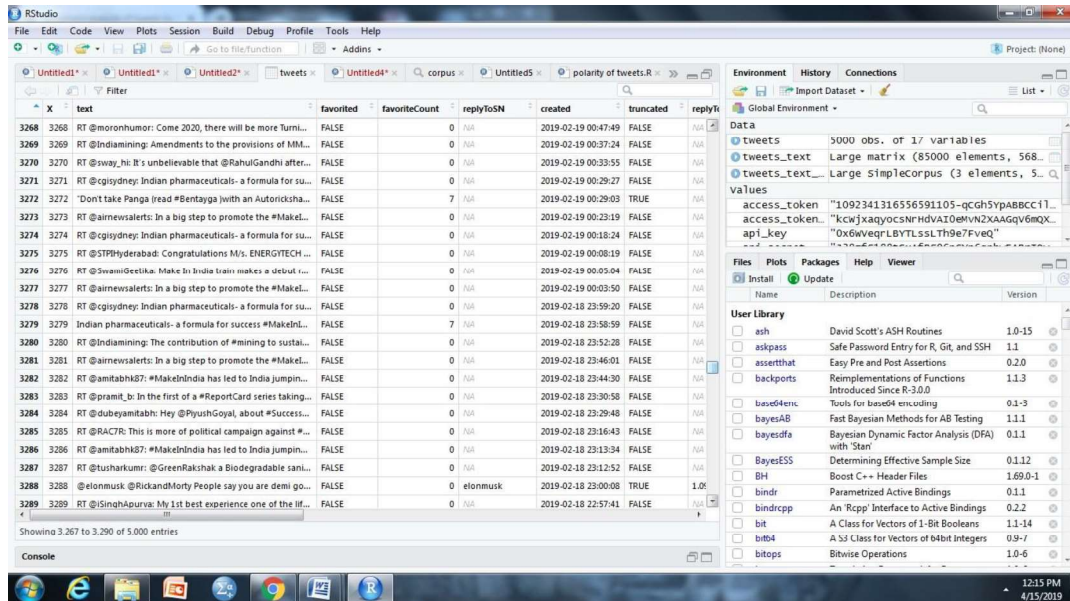 RStudio
File Edit Code View Plots Session Build Debug Profile Tools Help
Go to file/function Addins Project: (None)
Untitled1* Untitled1* Untitled2* tweets Untitled4* corpus Untitled5 polarity of tweets.R
Filter
X text favorited favoriteCount replyToSN created truncated replyTo
3268 3268 RT @moronhumor: Come 2020, there will be more Turni... FALSE 0 NA 2019-02-19 00:47:49 FALSE NA
3269 3269 RT @Indiamining: Amendments to the provisions of MM... FALSE 0 NA 2019-02-19 00:37:24 FALSE NA
3270 3270 RT @sway_hi: It's unbelievable that @RahulGandhi after... FALSE 0 NA 2019-02-19 00:33:55 FALSE NA
3271 3271 RT @cgisydney: Indian pharmaceuticals- a formula for su... FALSE 0 NA 2019-02-19 00:29:27 FALSE NA
3272 3272 "Don't take Panga (read #Bentayga )with an Autoricksha... FALSE 7 NA 2019-02-19 00:29:03 TRUE NA
3273 3273 RT @airnewsalerts: In a big step to promote the #MakeI... FALSE 0 NA 2019-02-19 00:23:19 FALSE NA
3274 3274 RT @cgisydney: Indian pharmaceuticals- a formula for su... FALSE 0 NA 2019-02-19 00:18:24 FALSE NA
3275 3275 RT @STPIHyderabad: Congratulations M/s. ENERGYTECH ... FALSE 0 NA 2019-02-19 00:08:19 FALSE NA
3276 3276 RT @SwamiGeetika: Make In India train makes a debut i... FALSE 0 NA 2019-02-19 00:05:04 FALSE NA
3277 3277 RT @airnewsalerts: In a big step to promote the #MakeI... FALSE 0 NA 2019-02-19 00:03:50 FALSE NA
3278 3278 RT @cgisydney: Indian pharmaceuticals- a formula for su... FALSE 0 NA 2019-02-18 23:59:20 FALSE NA
3279 3279 Indian pharmaceuticals- a formula for success #MakeInI... FALSE 7 NA 2019-02-18 23:58:59 FALSE NA
3280 3280 RT @Indiamining: The contribution of #mining to sustai... FALSE 0 NA 2019-02-18 23:52:28 FALSE NA
3281 3281 RT @airnewsalerts: In a big step to promote the #MakeI... FALSE 0 NA 2019-02-18 23:46:01 FALSE NA
3282 3282 RT @amitabhk87: #MakeInIndia has led to India jumpin... FALSE 0 NA 2019-02-18 23:44:30 FALSE NA
3283 3283 RT @pramit_b: In the first of a #ReportCard series taking... FALSE 0 NA 2019-02-18 23:30:58 FALSE NA
3284 3284 RT @dubeyamitabh: Hey @PiyushGoyal, about #Success... FALSE 0 NA 2019-02-18 23:29:48 FALSE NA
3285 3285 RT @RAC7R: This is more of political campaign against #... FALSE 0 NA 2019-02-18 23:16:43 FALSE NA
3286 3286 RT @amitabhk87: #MakeInIndia has led to India jumpin... FALSE 0 NA 2019-02-18 23:13:34 FALSE NA
3287 3287 RT @tusharkumr: @GreenRakshak a Biodegradable sani... FALSE 0 NA 2019-02-18 23:12:52 FALSE NA
3288 3288 @elonmusk @RickandMorty People say you are demi go... FALSE 0 elonmusk 2019-02-18 23:00:08 TRUE 1.09
3289 3289 RT @iSinghApurva: My 1st best experience one of the lif... FALSE 0 NA 2019-02-18 22:57:41 FALSE NA
Showing 3,267 to 3,290 of 5,000 entries
Console
Environment History Connections
Import Dataset List
Global Environment
Data
tweets 5000 obs. of 17 variables
tweets_text Large matrix (85000 elements, 568...
tweets_text_... Large SimpleCorpus (3 elements, 5...
Values
access_token
access_token...
api_key
Files Plots Packages Help Viewer
Install Update
Name Description Version
User Library
ash David Scott's ASH Routines 1.0-15
askpass Safe Password Entry for R, Git, and SSH 1.1
assertthat Easy Pre and Post Assertions 0.2.0
backports Reimplementations of Functions Introduced Since R-3.0.0 1.1.3
base64enc Tools for base64 encoding 0.1-3
bayesAB Fast Bayesian Methods for AB Testing 1.1.1
bayesdfa Bayesian Dynamic Factor Analysis (DFA) with 'Stan' 0.1.1
BayesESS Determining Effective Sample Size 0.1.12
BH Boost C++ Header Files 1.69.0-1
bindr Parametrized Active Bindings 0.1.1
bindrcpp An 'Rcpp' Interface to Active Bindings 0.2.2
bit A Class for Vectors of 1-Bit Booleans 1.1-14
bit64 A S3 Class for Vectors of 64bit Integers 0.9-7
bitops Bitwise Operations 1.0-6
12:15 PM
4/15/2019